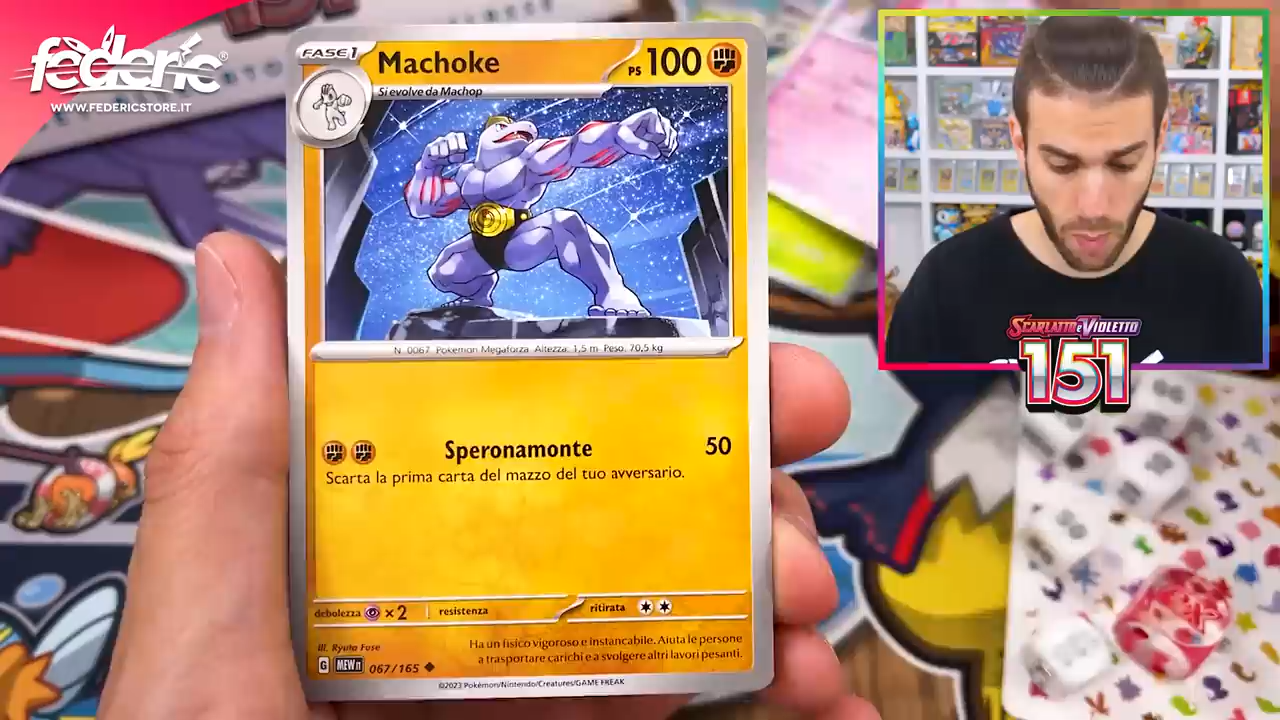 federic®
WWW.FEDERICSTORE.IT
FASE 1
Machoke
PS 100
Si evolve da Machop
N 0067 Pokémon Megaforza Altezza: 1,5 m Peso: 70,5 kg
Speronamonte 50
Scarta la prima carta del mazzo del tuo avversario.
debolezza ×2 resistenza ritirata
Ill. Ryuta Fuse
Ha un fisico vigoroso e instancabile. Aiuta le persone
a trasportare carichi e a svolgere altri lavori pesanti.
G MEW IT 067/165
©2023 Pokémon/Nintendo/Creatures/GAME FREAK
SCARLATTO e VIOLETTO
151